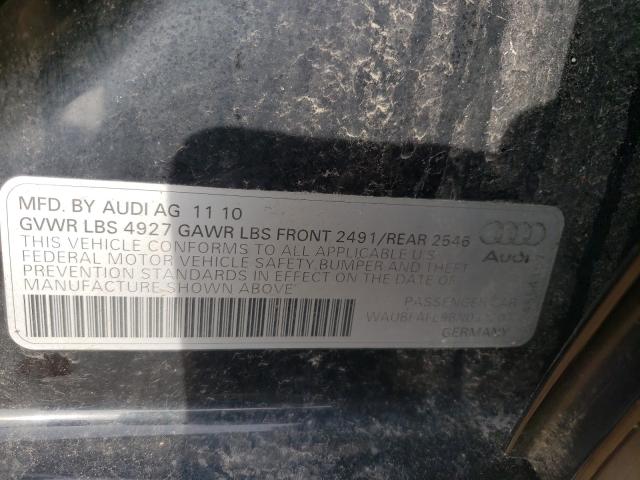 MFD. BY AUDI AG 11 10
GVWR LBS 4927 GAWR LBS FRONT 2491/REAR 2546
THIS VEHICLE CONFORMS TO ALL APPLICABLE U.S.
FEDERAL MOTOR VEHICLE SAFETY BUMPER AND THEFT
PREVENTION STANDARDS IN EFFECT ON THE DATE OF
MANUFACTURE SHOWN ABOVE
Audi
PASSENGER CAR
GERMANY